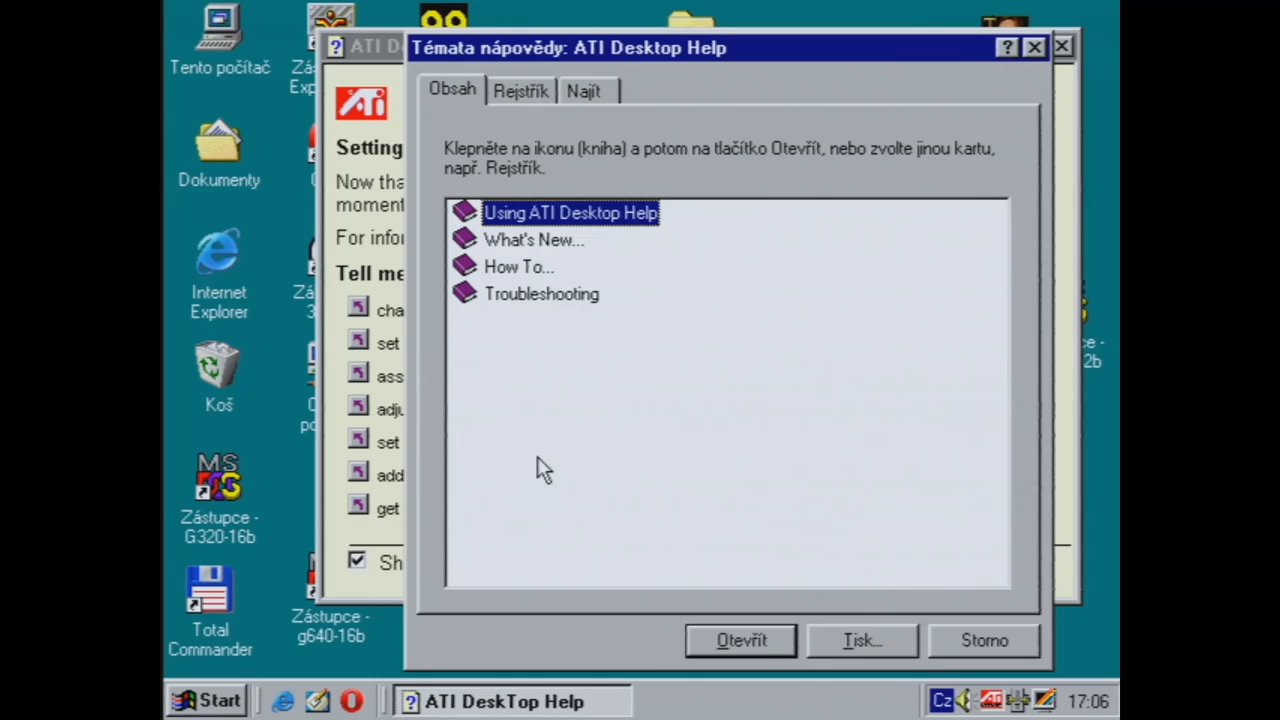 Tento počítač
Dokumenty
Internet
Explorer
Koš
MS
Zástupce -
G320-16b
Total
Commander
Zástupce -
g640-16b
ATI
Setting
Now tha
moment
For infor
Tell me
cha
set
ass
adju
set
add
get
Sh
Témata nápovědy: ATI Desktop Help
Obsah
Rejstřík
Najít
Klepněte na ikonu (kniha) a potom na tlačítko Otevřít, nebo zvolte jinou kartu,
např. Rejstřík.
Using ATI Desktop Help
What's New...
How To...
Troubleshooting
Otevřít
Tisk...
Storno
Start
ATI DeskTop Help
Cz
17:06